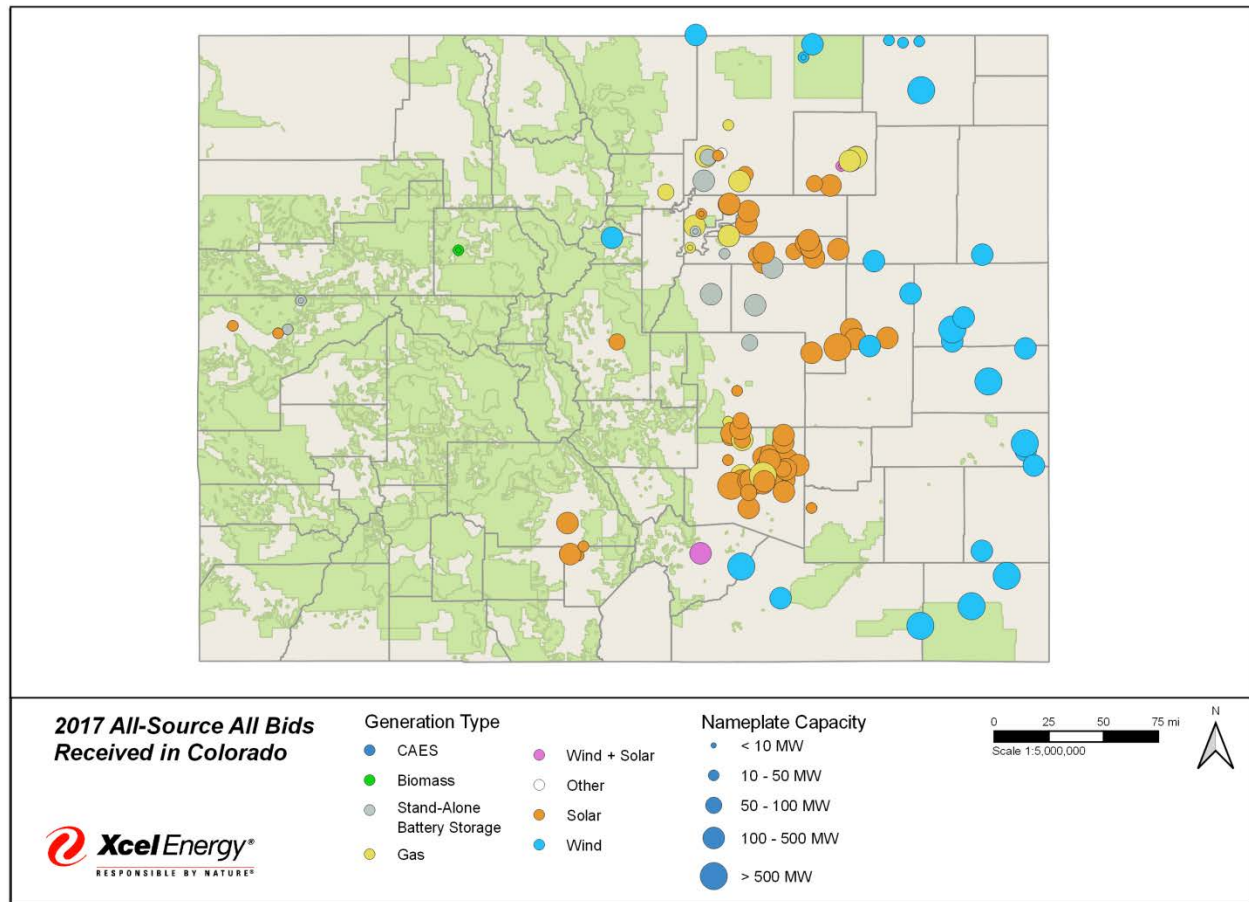 2017 All-Source All Bids
Received in Colorado
Xcel Energy®
RESPONSIBLE BY NATURE®
Generation Type
CAES
Biomass
Stand-Alone
Battery Storage
Gas
Wind + Solar
Other
Solar
Wind
Nameplate Capacity
< 10 MW
10 - 50 MW
50 - 100 MW
100 - 500 MW
> 500 MW
0 25 50 75 mi
Scale 1:5,000,000
N